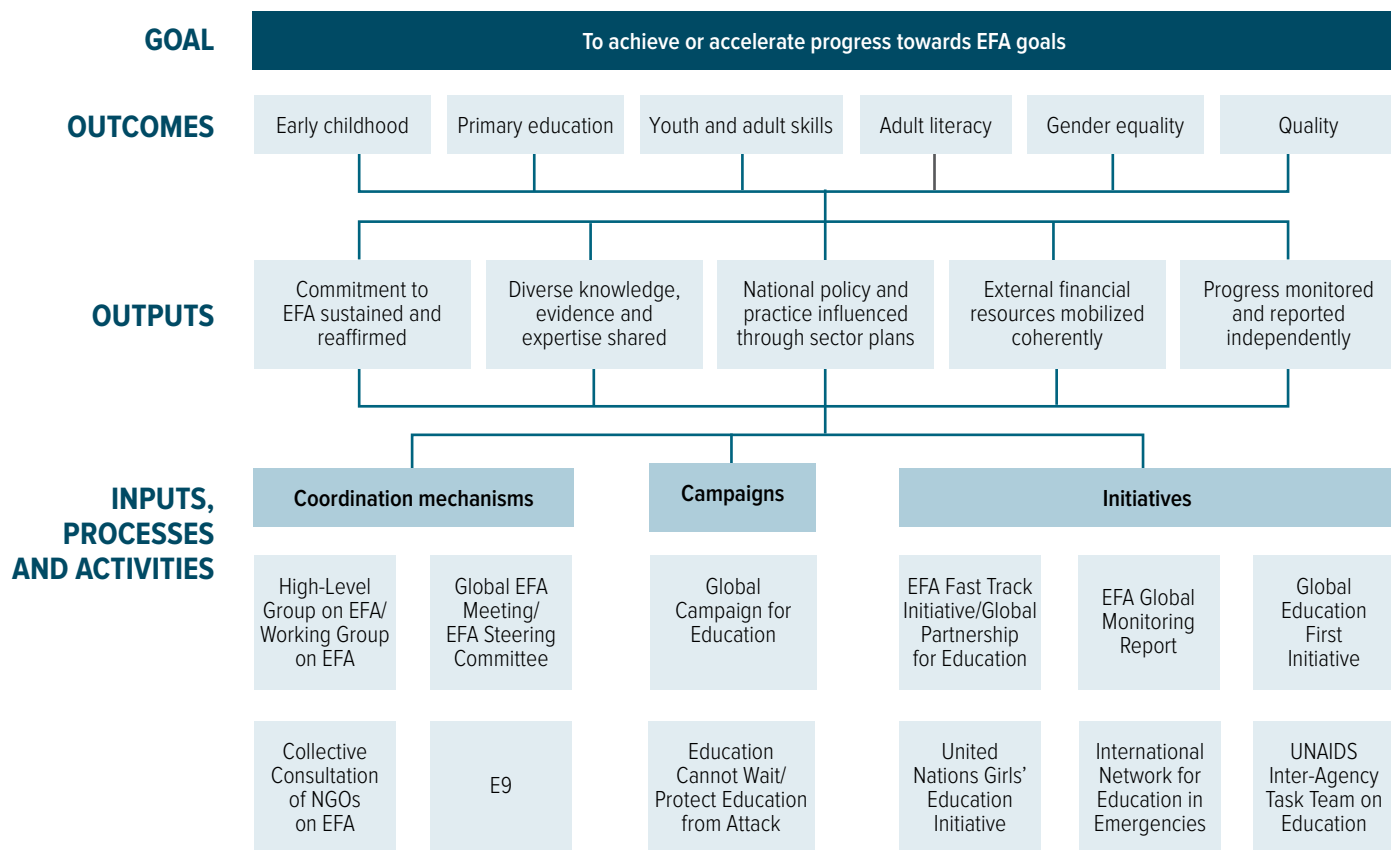 GOAL
To achieve or accelerate progress towards EFA goals
OUTCOMES
Early childhood
Primary education
Youth and adult skills
Adult literacy
Gender equality
Quality
OUTPUTS
Commitment to
EFA sustained and
reaffirmed
Diverse knowledge,
evidence and
expertise shared
National policy and
practice influenced
through sector plans
External financial
resources mobilized
coherently
Progress monitored
and reported
independently
INPUTS,
PROCESSES
AND ACTIVITIES
Coordination mechanisms
Campaigns
Initiatives
High-Level
Group on EFA/
Working Group
on EFA
Global EFA
Meeting/
EFA Steering
Committee
Global
Campaign for
Education
EFA Fast Track
Initiative/Global
Partnership
for Education
EFA Global
Monitoring
Report
Global
Education
First
Initiative
Collective
Consultation
of NGOs
on EFA
E9
Education
Cannot Wait/
Protect Education
from Attack
United
Nations Girls’
Education
Initiative
International
Network for
Education in
Emergencies
UNAIDS
Inter-Agency
Task Team on
Education